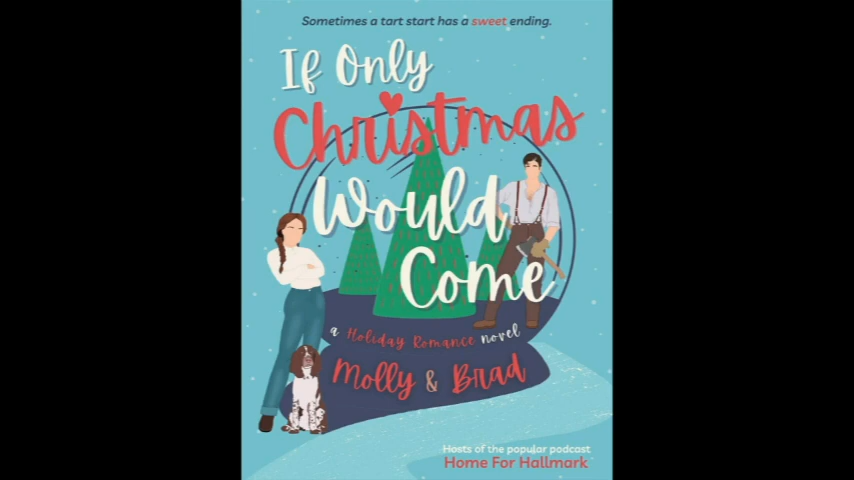 Sometimes a tart start has a sweet ending.
If Only
Christmas
Would
Come
a Holiday Romance novel
Molly & Brad
Hosts of the popular podcast
Home For Hallmark